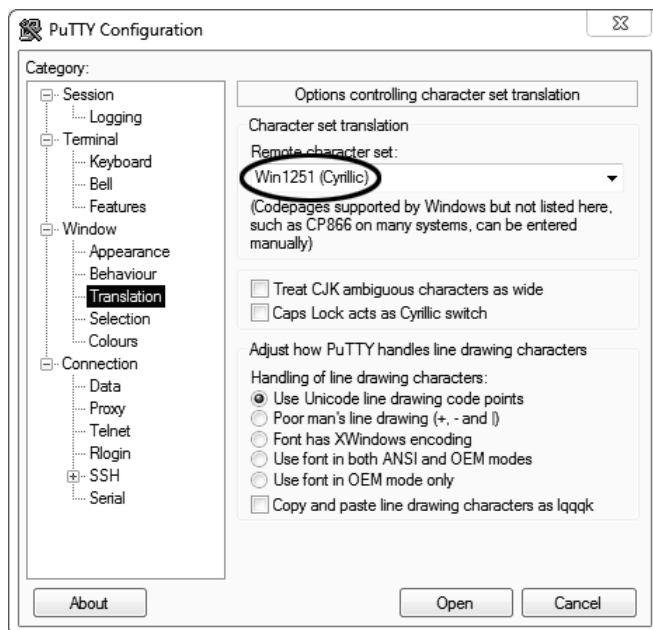 PuTTY Configuration
Category:
Session
Logging
Terminal
Keyboard
Bell
Features
Window
Appearance
Behaviour
Translation
Selection
Colours
Connection
Data
Proxy
Telnet
Rlogin
SSH
Serial
Options controlling character set translation
Character set translation
Remote character set:
Win1251 (Cyrillic)
(Codepages supported by Windows but not listed here,
such as CP866 on many systems, can be entered
manually)
Treat CJK ambiguous characters as wide
Caps Lock acts as Cyrillic switch
Adjust how PuTTY handles line drawing characters
Handling of line drawing characters:
Use Unicode line drawing code points
Poor man's line drawing (+, - and |)
Font has XWindows encoding
Use font in both ANSI and OEM modes
Use font in OEM mode only
Copy and paste line drawing characters as lqqqk
About
Open
Cancel